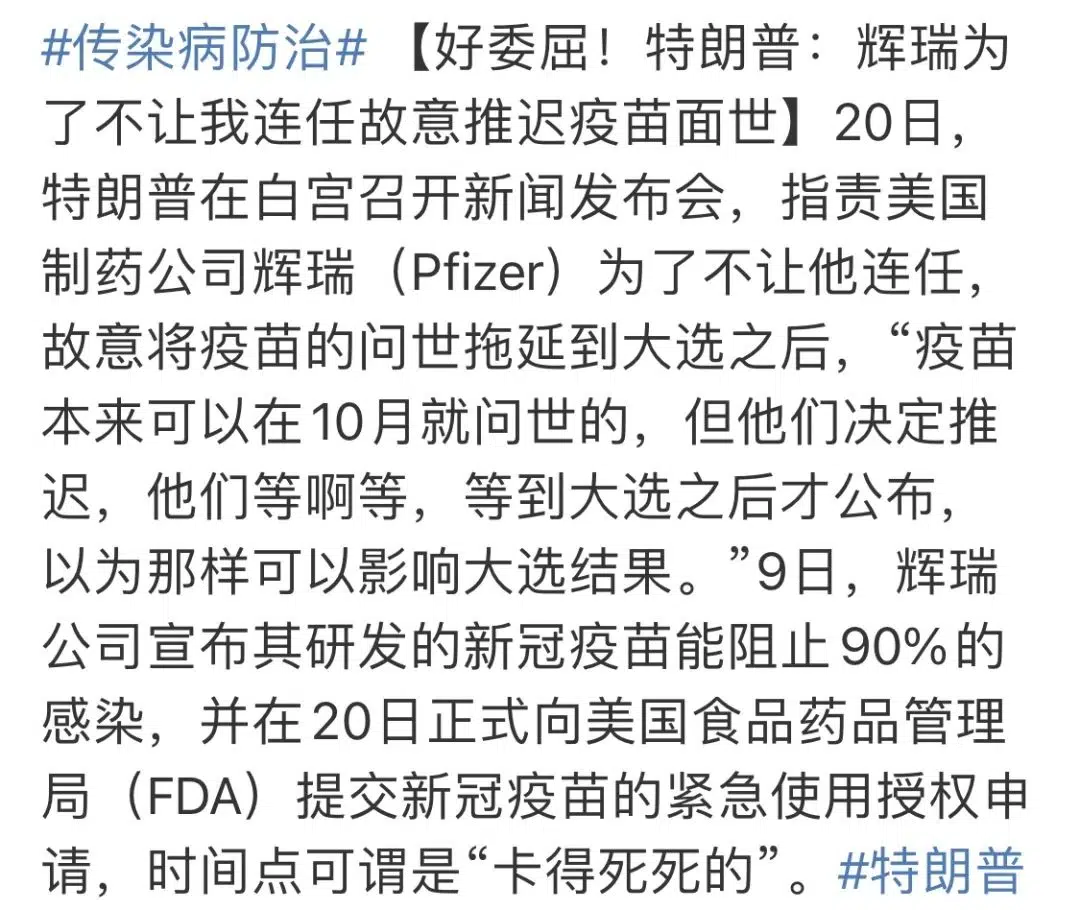 #传染病防治#【好委屈！特朗普：辉瑞为
了不让我连任故意推迟疫苗面世】20日，
特朗普在白宫召开新闻发布会，指责美国
制药公司辉瑞（Pfizer）为了不让他连任，
故意将疫苗的问世拖延到大选之后，“疫苗
本来可以在10月就问世的，但他们决定推
迟，他们等啊等，等到大选之后才公布，
以为那样可以影响大选结果。”9日，辉瑞
公司宣布其研发的新冠疫苗能阻止90%的
感染，并在20日正式向美国食品药品管理
局（FDA）提交新冠疫苗的紧急使用授权申
请，时间点可谓是“卡得死死的”。#特朗普